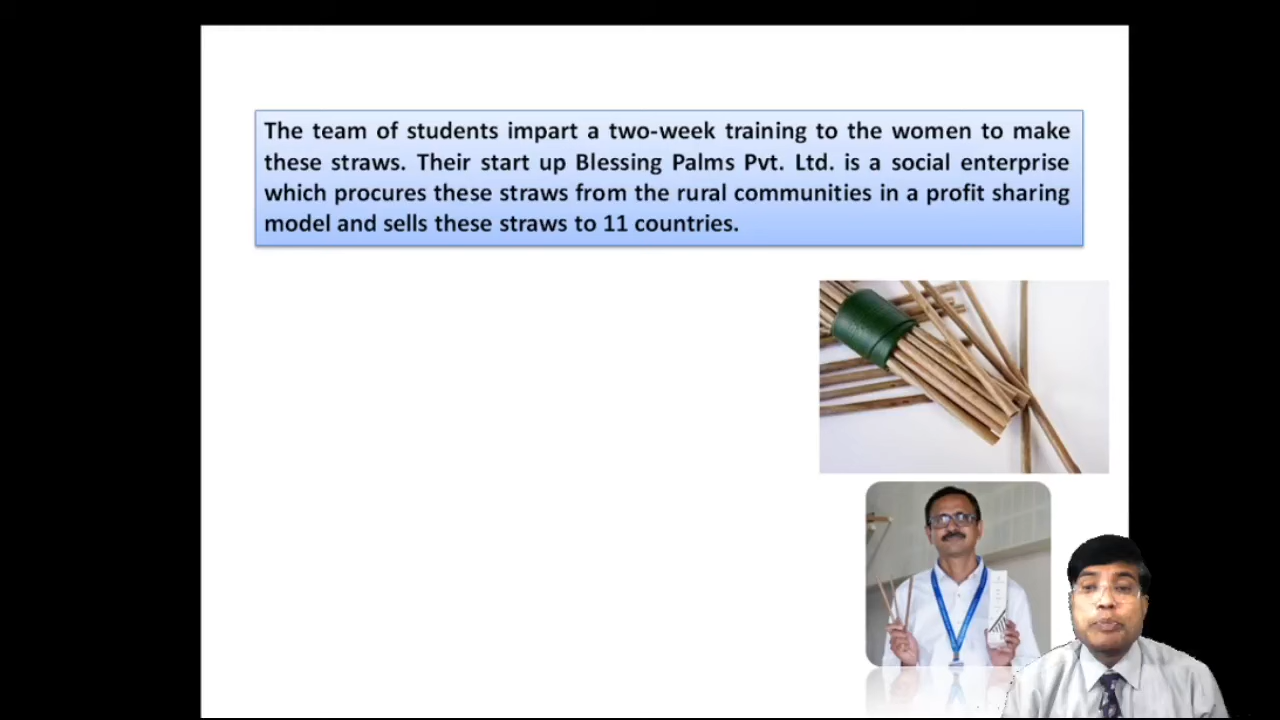 The team of students impart a two-week training to the women to make
these straws. Their start up Blessing Palms Pvt. Ltd. is a social enterprise
which procures these straws from the rural communities in a profit sharing
model and sells these straws to 11 countries.